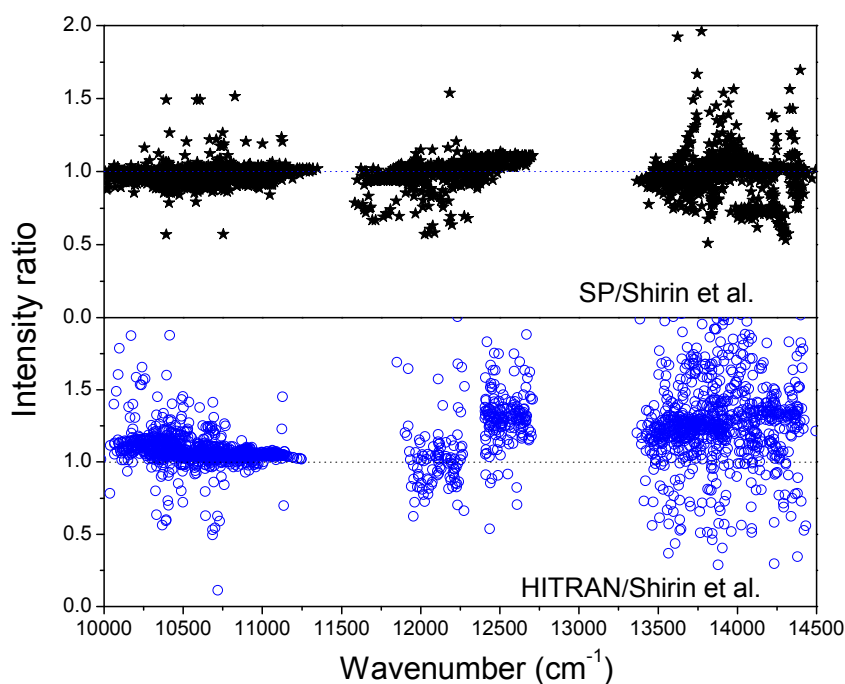 2.0
1.5
1.0
0.5
SP/Shirin et al.
0.0
Intensity ratio
1.5
1.0
0.5
HITRAN/Shirin et al.
0.0
10000 10500 11000 11500 12000 12500 13000 13500 14000 14500
Wavenumber (cm⁻¹)